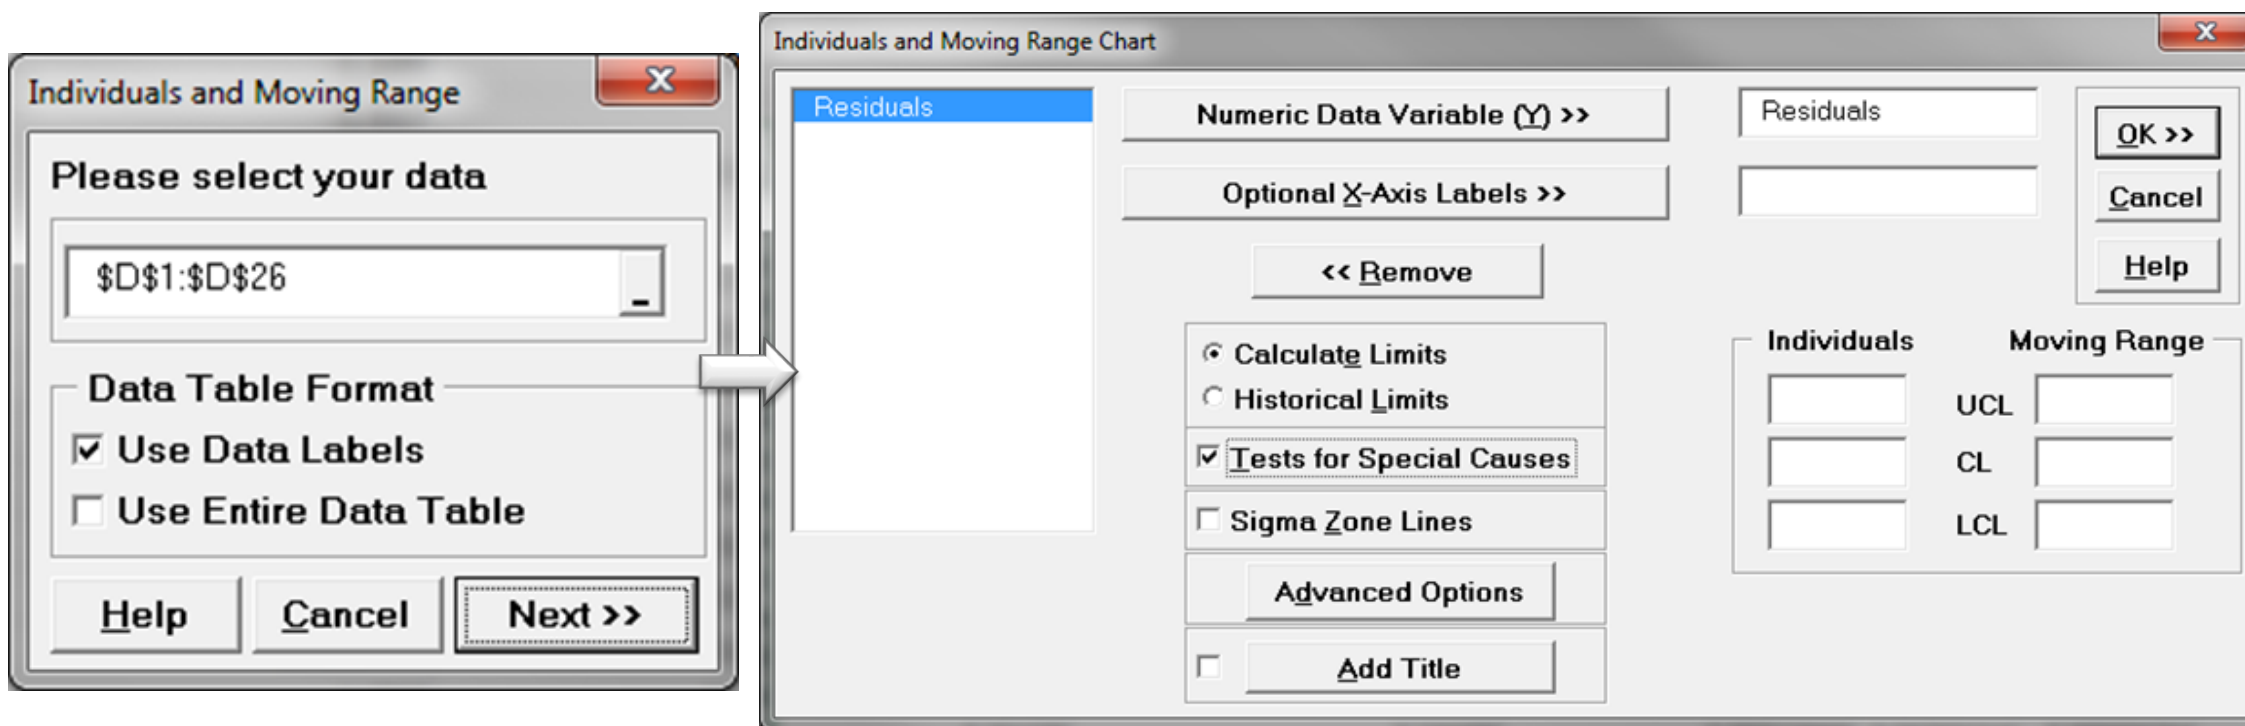 Individuals and Moving Range
Please select your data
$D$1:$D$26
Data Table Format
Use Data Labels
Use Entire Data Table
Help
Cancel
Next >>
Individuals and Moving Range Chart
Residuals
Numeric Data Variable (Y) >>
Residuals
Optional X-Axis Labels >>
<< Remove
OK >>
Cancel
Help
Calculate Limits
Historical Limits
Tests for Special Causes
Sigma Zone Lines
Advanced Options
Add Title
Individuals Moving Range
UCL
CL
LCL